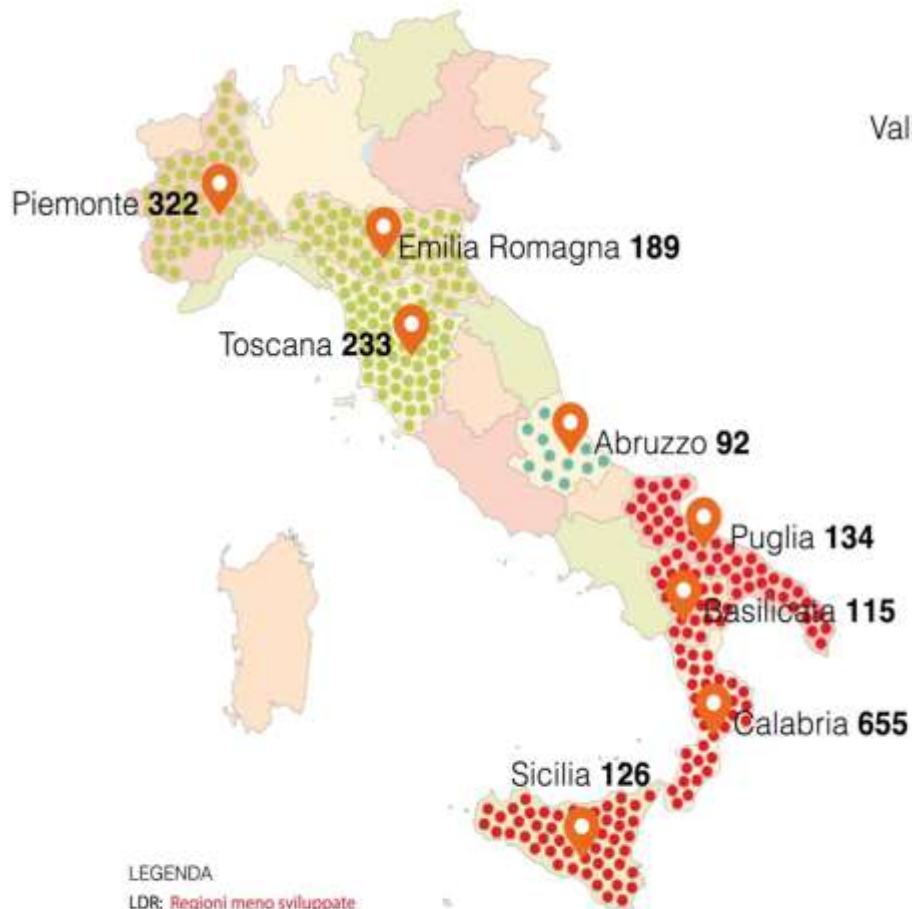 Val
Piemonte 322
Emilia Romagna 189
Toscana 233
Abruzzo 92
Puglia 134
Basilicata 115
Calabria 655
Sicilia 126
LEGENDA
LDR: Regioni meno sviluppate